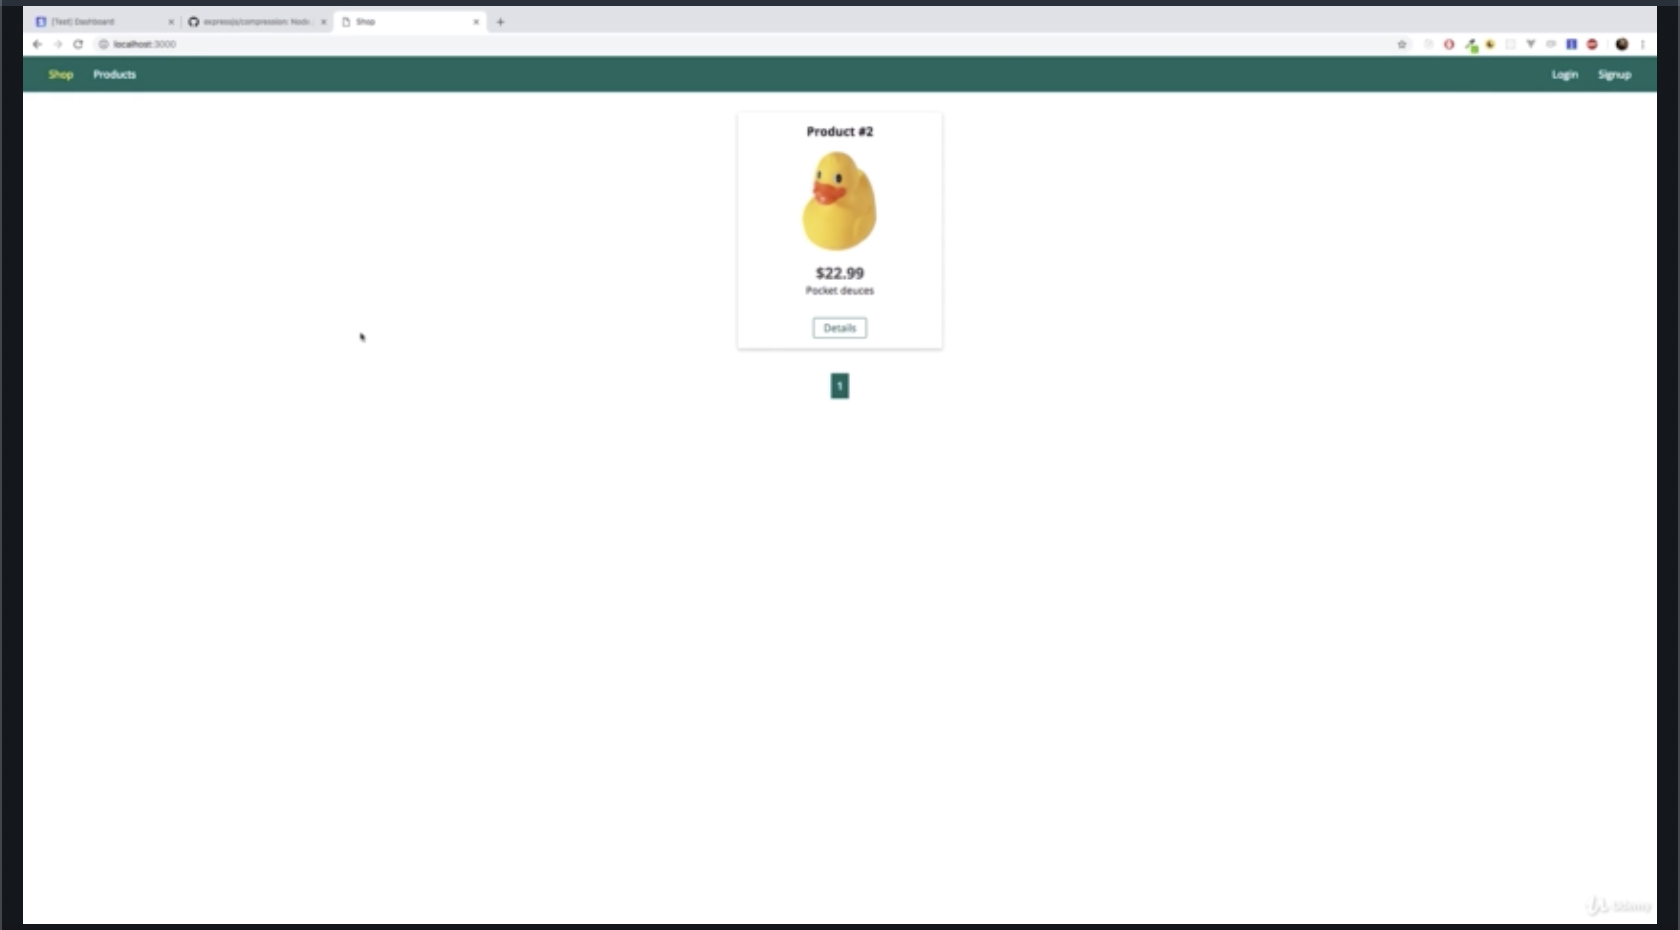 [Test] Dashboard
expressjs/compression: Node.
Shop
localhost:3000
Shop Products Login Signup
Product #2
$22.99
Pocket deuces
Details
1
Udemy